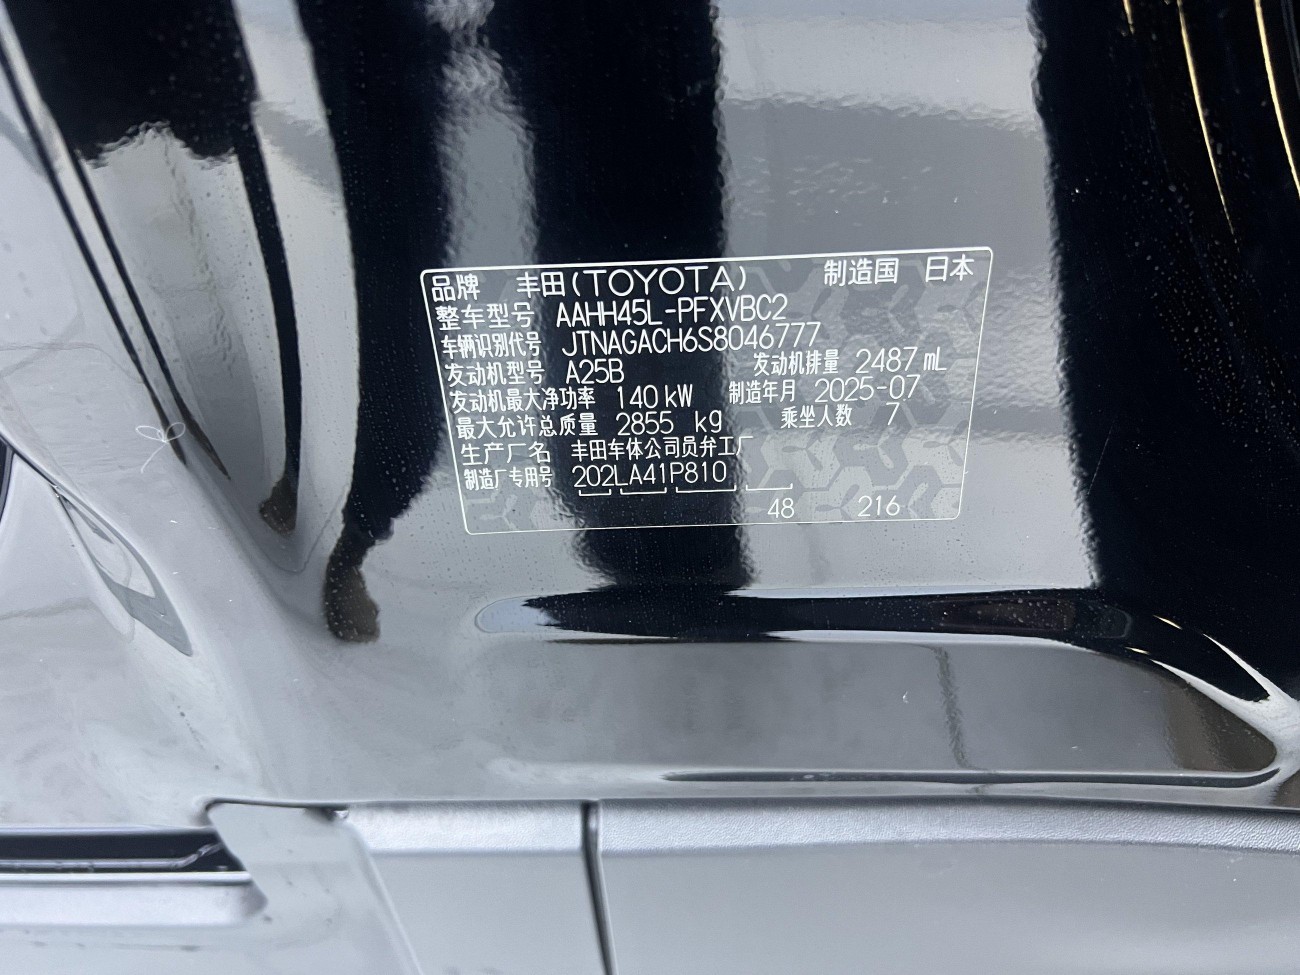 品牌 丰田(TOYOTA) 制造国 日本
整车型号 AAHH45L-PFXVBC2
车辆识别代号 JTNAGACH6S8046777
发动机型号 A25B 发动机排量 2487 mL
发动机最大净功率 140 kW 制造年月 2025-07
最大允许总质量 2855 kg 乘坐人数 7
生产厂名 丰田车体公司员弁工厂
制造厂专用号 202LA41P810
48 216